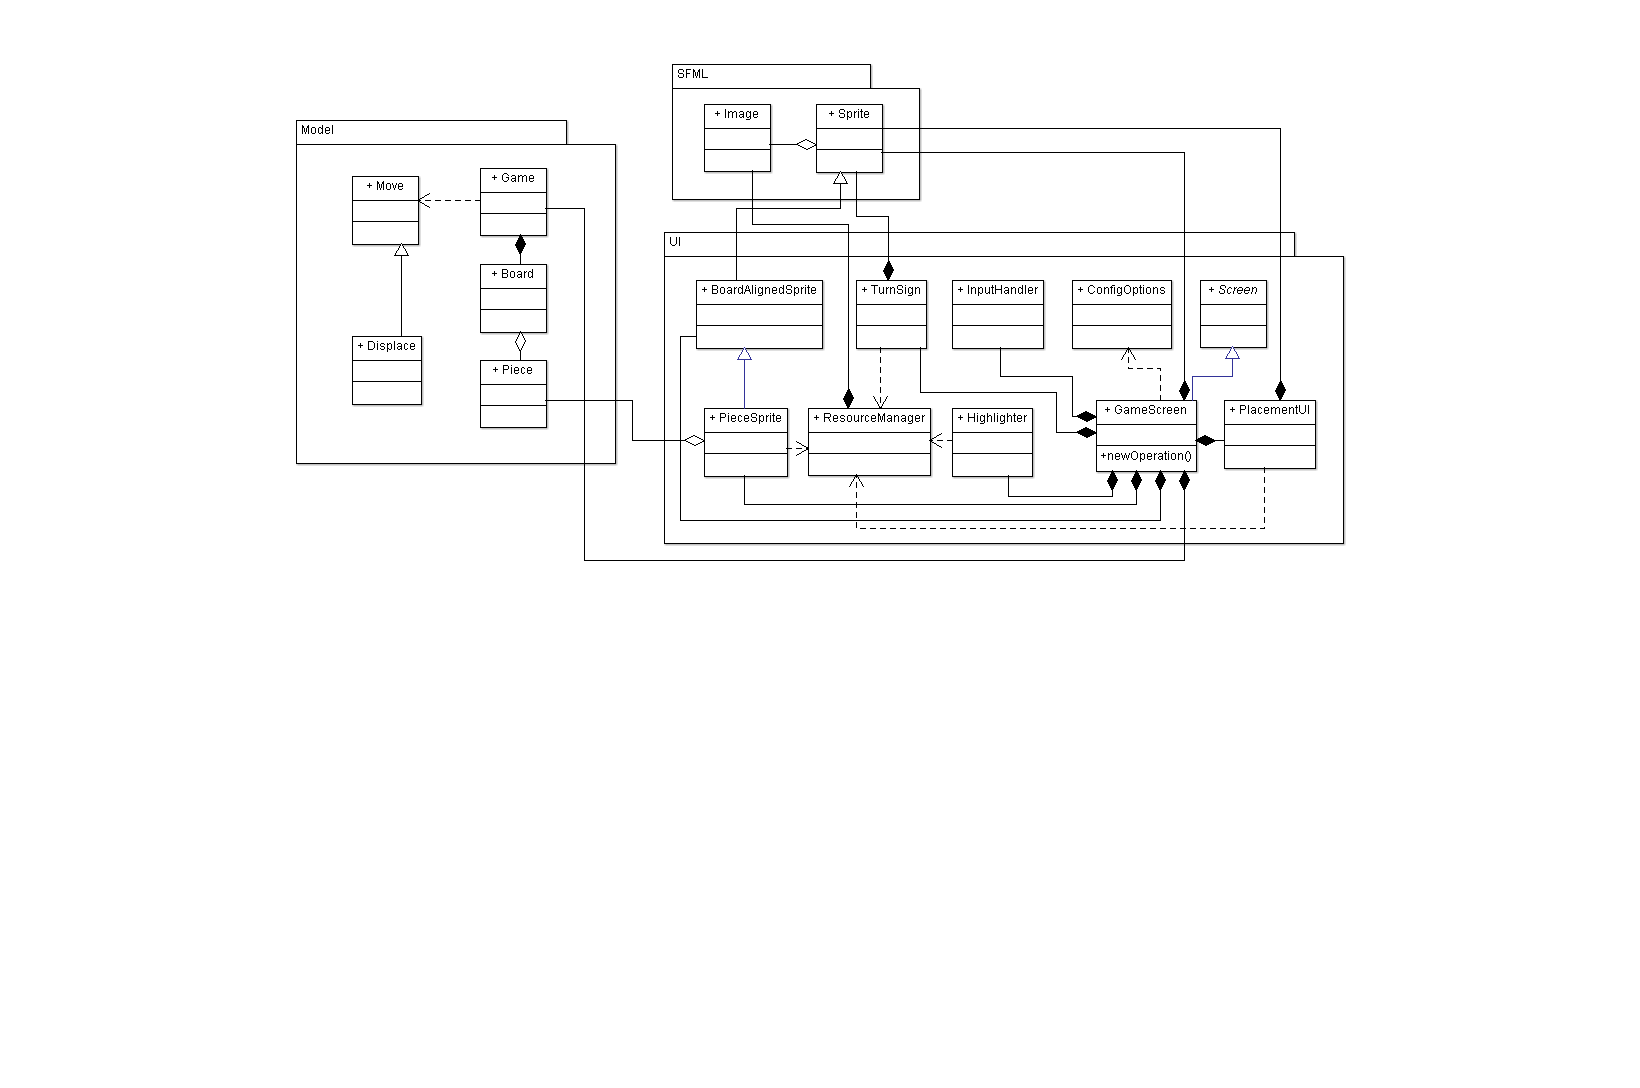 SFML
+ Image
+ Sprite
Model
+ Move
+ Game
+ Board
+ Displace
+ Piece
UI
+ BoardAlignedSprite
+ TurnSign
+ InputHandler
+ ConfigOptions
+ Screen
+ PieceSprite
+ ResourceManager
+ Highlighter
+ GameScreen
+newOperation()
+ PlacementUI